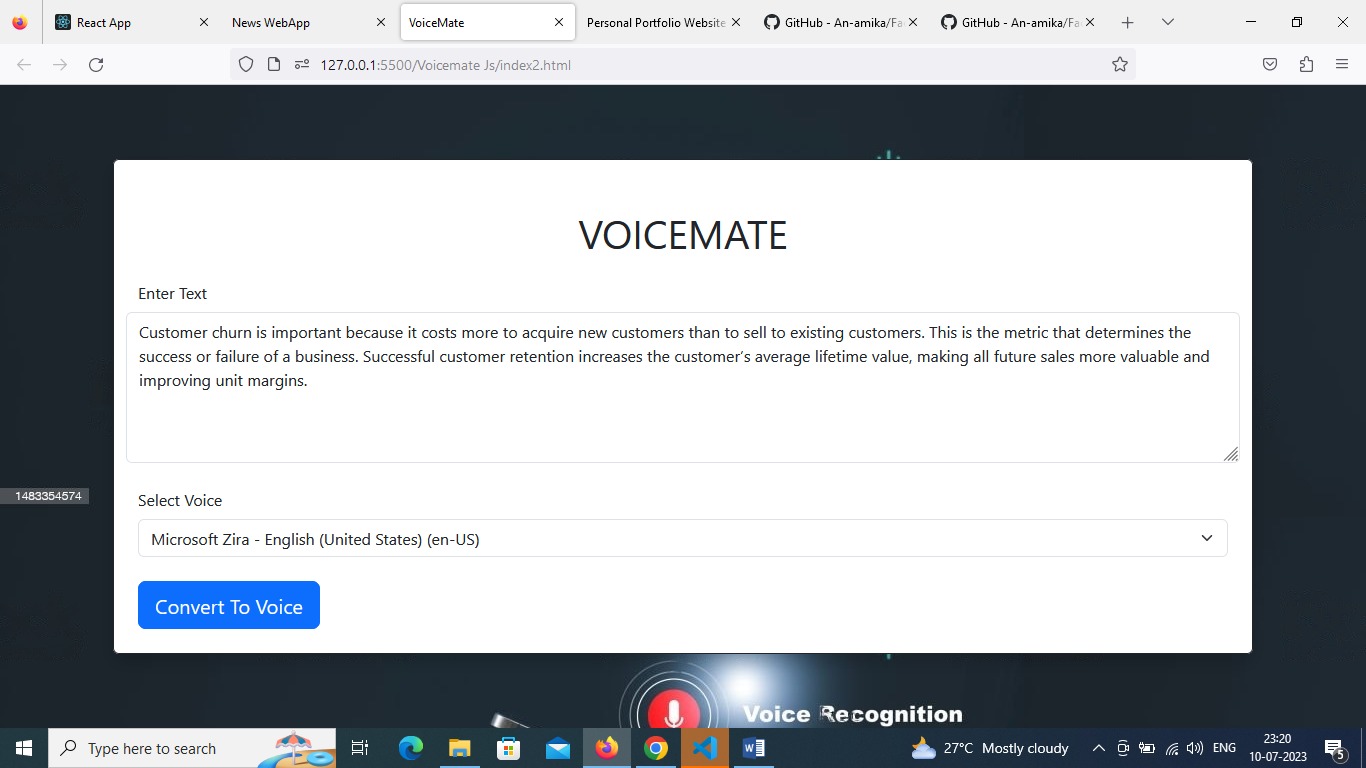 React App
News WebApp
VoiceMate
Personal Portfolio Website
GitHub - An-amika/Fa
GitHub - An-amika/Fa
127.0.0.1:5500/Voicemate Js/index2.html
VOICEMATE
Enter Text
Customer churn is important because it costs more to acquire new customers than to sell to existing customers. This is the metric that determines the
success or failure of a business. Successful customer retention increases the customer’s average lifetime value, making all future sales more valuable and
improving unit margins.
1483354574
Select Voice
Microsoft Zira - English (United States) (en-US)
Convert To Voice
Voice Recognition
Type here to search
27°C Mostly cloudy
ENG
23:20
10-07-2023
5